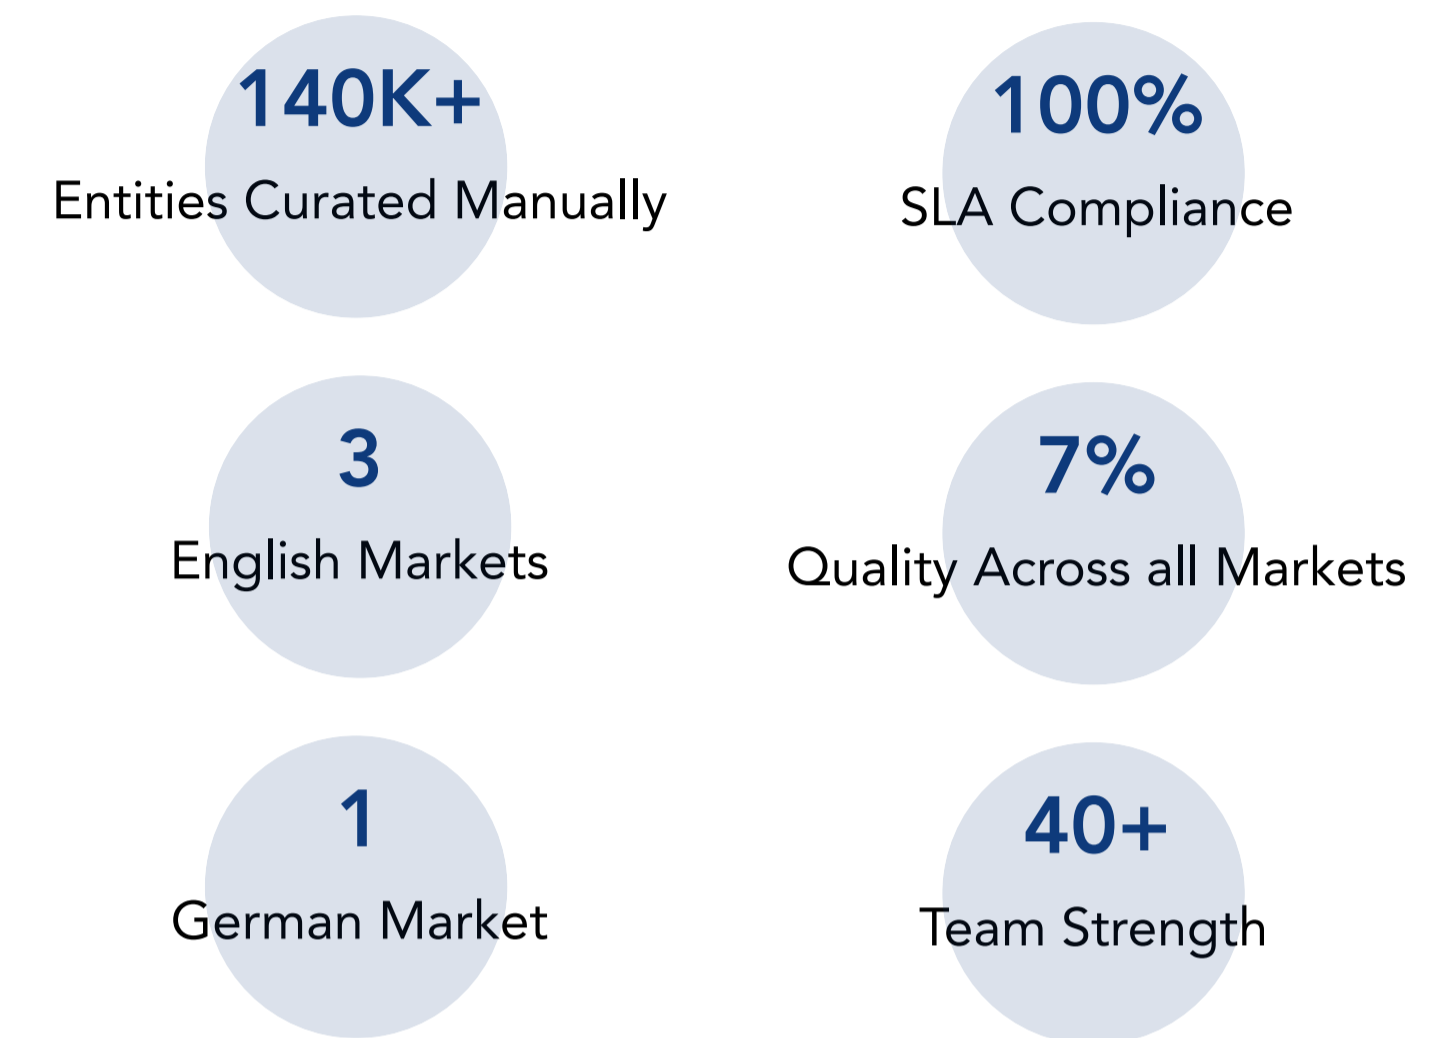 140K+
Entities Curated Manually
100%
SLA Compliance
3
English Markets
7%
Quality Across all Markets
1
German Market
40+
Team Strength